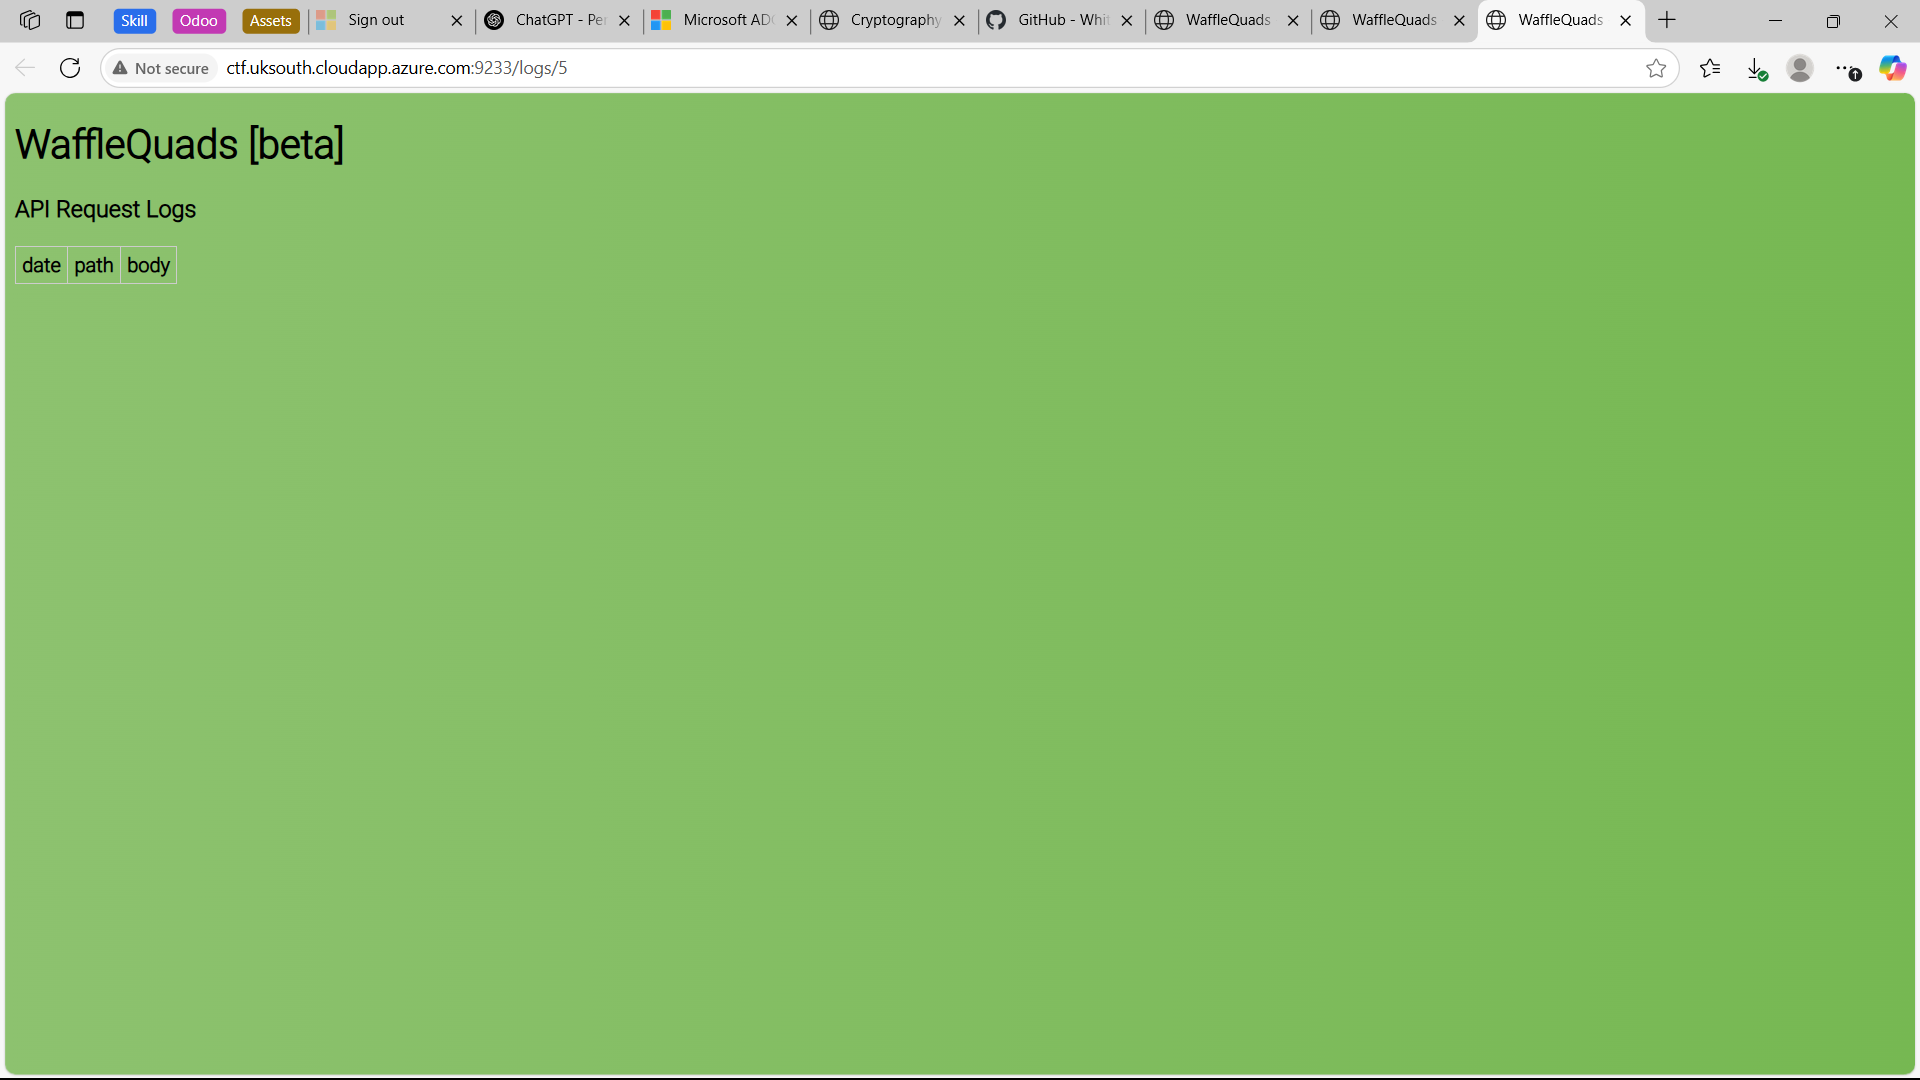 Skill Odoo Assets Sign out ChatGPT - Pe Microsoft AD Cryptography GitHub - Whit WaffleQuads WaffleQuads WaffleQuads
Not secure ctf.uksouth.cloudapp.azure.com:9233/logs/5
WaffleQuads [beta]
API Request Logs
date path body